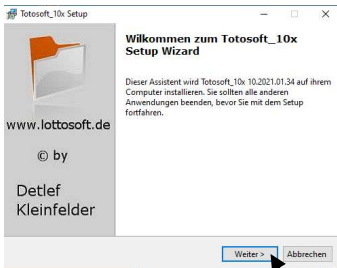 Totosoft_10x Setup
Wilkommen zum Totosoft_10x
Setup Wizard
Dieser Assistent wird Totosoft_10x 10.2021.01.34 auf ihrem
Computer installieren. Sie sollten alle anderen
Anwendungen beenden, bevor Sie mit dem Setup
fortfahren.
www.lottosoft.de
© by
Detlef
Kleinfelder
Weiter >
Abbrechen